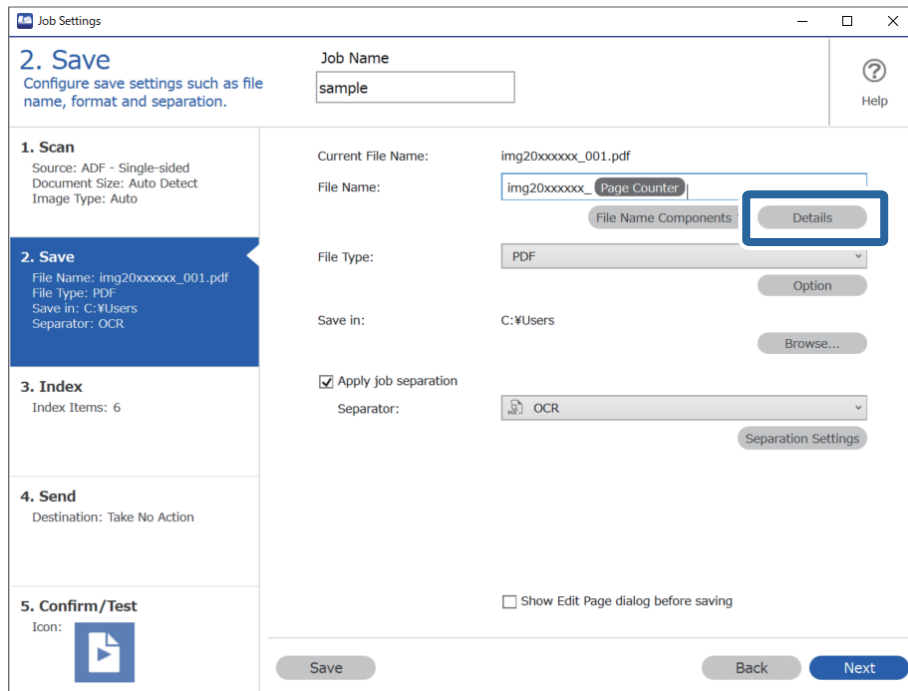 Job Settings
2. Save
Configure save settings such as file
name, format and separation.
Job Name
sample
Help
1. Scan
Source: ADF - Single-sided
Document Size: Auto Detect
Image Type: Auto
2. Save
File Name: img20xxxxxx_001.pdf
File Type: PDF
Save in: C:¥Users
Separator: OCR
3. Index
Index Items: 6
4. Send
Destination: Take No Action
5. Confirm/Test
Icon:
Current File Name: img20xxxxxx_001.pdf
File Name: img20xxxxxx_ Page Counter
File Name Components Details
File Type: PDF
Option
Save in: C:¥Users
Browse...
Apply job separation
Separator: OCR
Separation Settings
Show Edit Page dialog before saving
Save Back Next